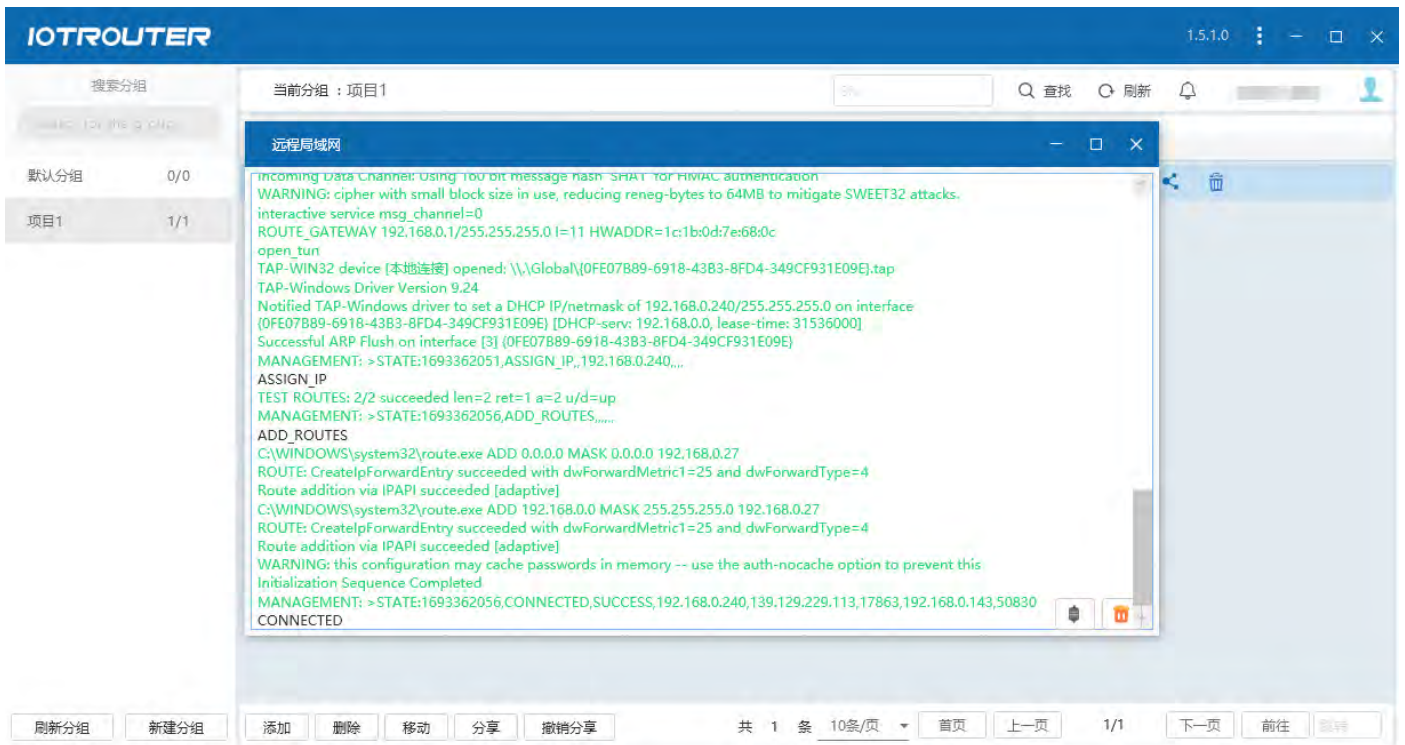 IOTROUTER
1.5.1.0
搜索分组
当前分组 ：项目1
查找
刷新
默认分组 0/0
项目1 1/1
远程局域网
Incoming Data Channel: Using 160 bit message hash 'SHA1' for HMAC authentication
WARNING: cipher with small block size in use, reducing reneg-bytes to 64MB to mitigate SWEET32 attacks.
interactive service msg_channel=0
ROUTE_GATEWAY 192.168.0.1/255.255.255.0 I=11 HWADDR=1c:1b:0d:7e:68:0c
open_tun
TAP-WIN32 device [本地连接] opened: \\.\Global\{0FE07B89-6918-43B3-8FD4-349CF931E09E}.tap
TAP-Windows Driver Version 9.24
Notified TAP-Windows driver to set a DHCP IP/netmask of 192.168.0.240/255.255.255.0 on interface
{0FE07B89-6918-43B3-8FD4-349CF931E09E} [DHCP-serv: 192.168.0.0, lease-time: 31536000]
Successful ARP Flush on interface [3] {0FE07B89-6918-43B3-8FD4-349CF931E09E}
MANAGEMENT: >STATE:1693362051,ASSIGN_IP,,192.168.0.240,,,,
ASSIGN_IP
TEST ROUTES: 2/2 succeeded len=2 ret=1 a=2 u/d=up
MANAGEMENT: >STATE:1693362056,ADD_ROUTES,,,,,,
ADD_ROUTES
C:\WINDOWS\system32\route.exe ADD 0.0.0.0 MASK 0.0.0.0 192.168.0.27
ROUTE: CreateIpForwardEntry succeeded with dwForwardMetric1=25 and dwForwardType=4
Route addition via IPAPI succeeded [adaptive]
C:\WINDOWS\system32\route.exe ADD 192.168.0.0 MASK 255.255.255.0 192.168.0.27
ROUTE: CreateIpForwardEntry succeeded with dwForwardMetric1=25 and dwForwardType=4
Route addition via IPAPI succeeded [adaptive]
WARNING: this configuration may cache passwords in memory -- use the auth-nocache option to prevent this
Initialization Sequence Completed
MANAGEMENT: >STATE:1693362056,CONNECTED,SUCCESS,192.168.0.240,139.129.229.113,17863,192.168.0.143,50830
CONNECTED
刷新分组 新建分组 添加 删除 移动 分享 撤销分享 共 1 条 10条/页 首页 上一页 1/1 下一页 前往 跳转